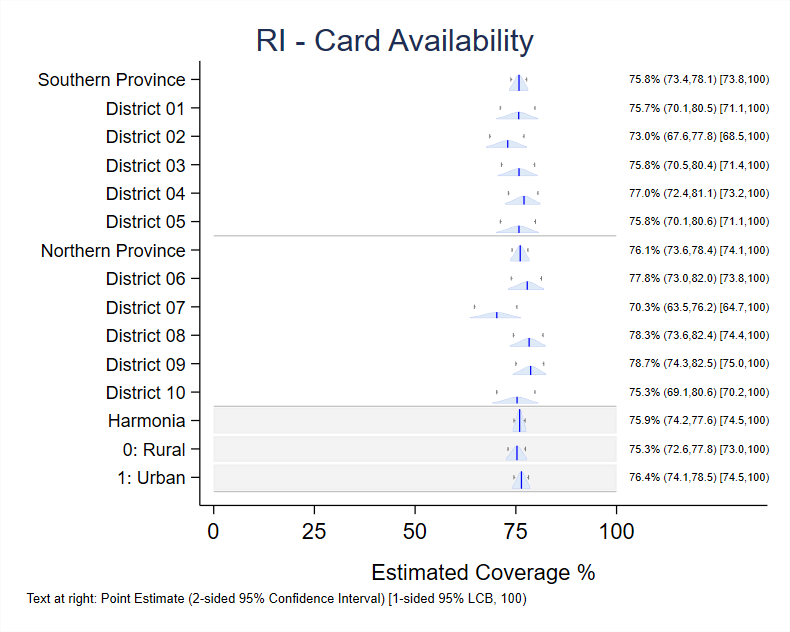 RI - Card Availability
Southern Province 75.8% (73.4,78.1) [73.8,100)
District 01 75.7% (70.1,80.5) [71.1,100)
District 02 73.0% (67.6,77.8) [68.5,100)
District 03 75.8% (70.5,80.4) [71.4,100)
District 04 77.0% (72.4,81.1) [73.2,100)
District 05 75.8% (70.1,80.6) [71.1,100)
Northern Province 76.1% (73.6,78.4) [74.1,100)
District 06 77.8% (73.0,82.0) [73.8,100)
District 07 70.3% (63.5,76.2) [64.7,100)
District 08 78.3% (73.6,82.4) [74.4,100)
District 09 78.7% (74.3,82.5) [75.0,100)
District 10 75.3% (69.1,80.6) [70.2,100)
Harmonia 75.9% (74.2,77.6) [74.5,100)
0: Rural 75.3% (72.6,77.8) [73.0,100)
1: Urban 76.4% (74.1,78.5) [74.5,100)
0 25 50 75 100
Estimated Coverage %
Text at right: Point Estimate (2-sided 95% Confidence Interval) [1-sided 95% LCB, 100)